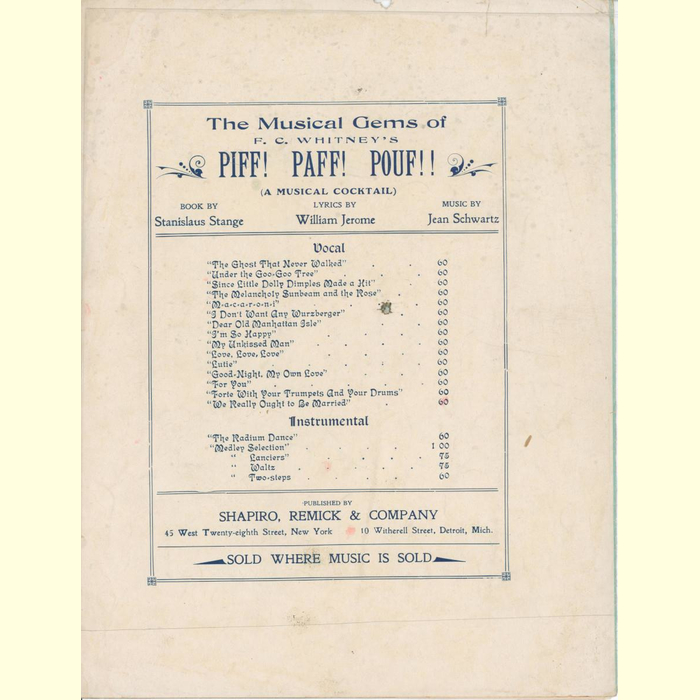 The Musical Gems of
F. C. WHITNEY'S
PIFF! PAFF! POUF!!
(A MUSICAL COCKTAIL)
BOOK BY LYRICS BY MUSIC BY
Stanislaus Stange William Jerome Jean Schwartz
Vocal
"The Ghost That Never Walked" . . . 60
"Under the Goo-Goo Tree" . . . . 60
"Since Little Dolly Dimples Made a Hit" . . 60
"The Melancholy Sunbeam and the Rose" . . 60
"M-a-c-a-r-o-n-i" . . . . . 60
"I Don't Want Any Wurzberger" . . . 60
"Dear Old Manhattan Isle" . . . . 60
"I'm So Happy" . . . . . 60
"My Unkissed Man" . . . . . 60
"Love, Love, Love" . . . . . 60
"Lutie" . . . . . . 60
"Good-Night, My Own Love" . . . . 60
"For You" . . . . . . 60
"Forte With Your Trumpets And Your Drums" . 60
"We Really Ought to Be Married" . . . 60
Instrumental
"The Radium Dance" . . . . 60
"Medley Selection" . . . . . 1 00
" Lanciers" . . . . . 75
" Waltz . . . . . 75
" Two-steps . . . . . 60
PUBLISHED BY
SHAPIRO, REMICK & COMPANY
45 West Twenty-eighth Street, New York 10 Witherell Street, Detroit, Mich.
SOLD WHERE MUSIC IS SOLD